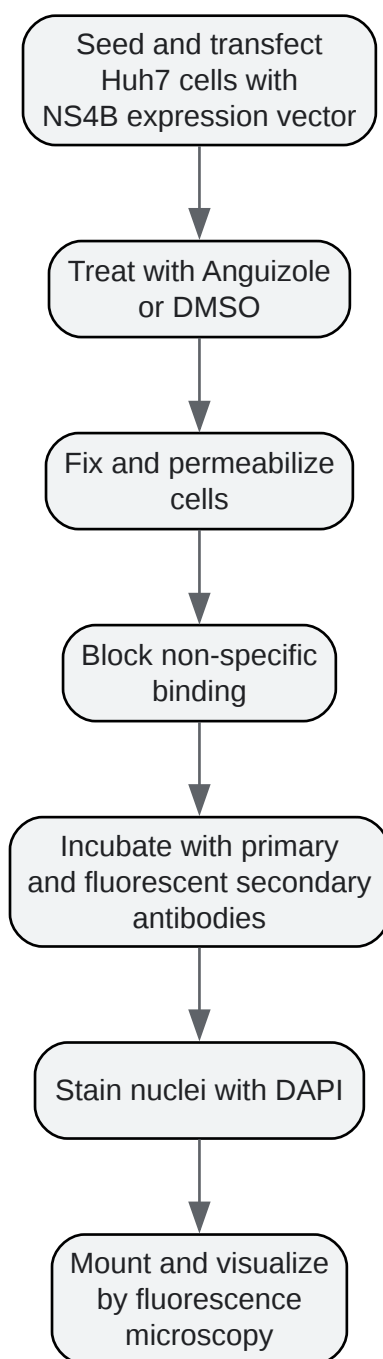 Seed and transfect
Huh7 cells with
NS4B expression vector
Treat with Anguizole
or DMSO
Fix and permeabilize
cells
Block non-specific
binding
Incubate with primary
and fluorescent secondary
antibodies
Stain nuclei with DAPI
Mount and visualize
by fluorescence
microscopy